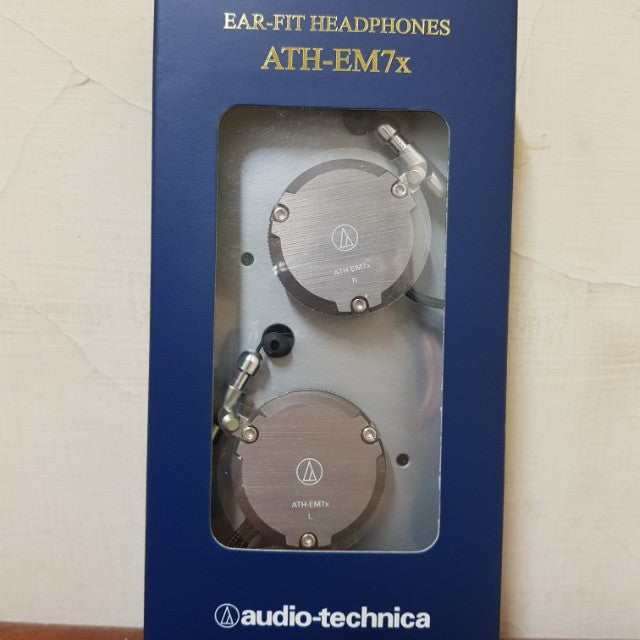 EAR-FIT HEADPHONES
ATH-EM7x
ATH-EM7x
R
ATH-EM7x
L
audio-technica